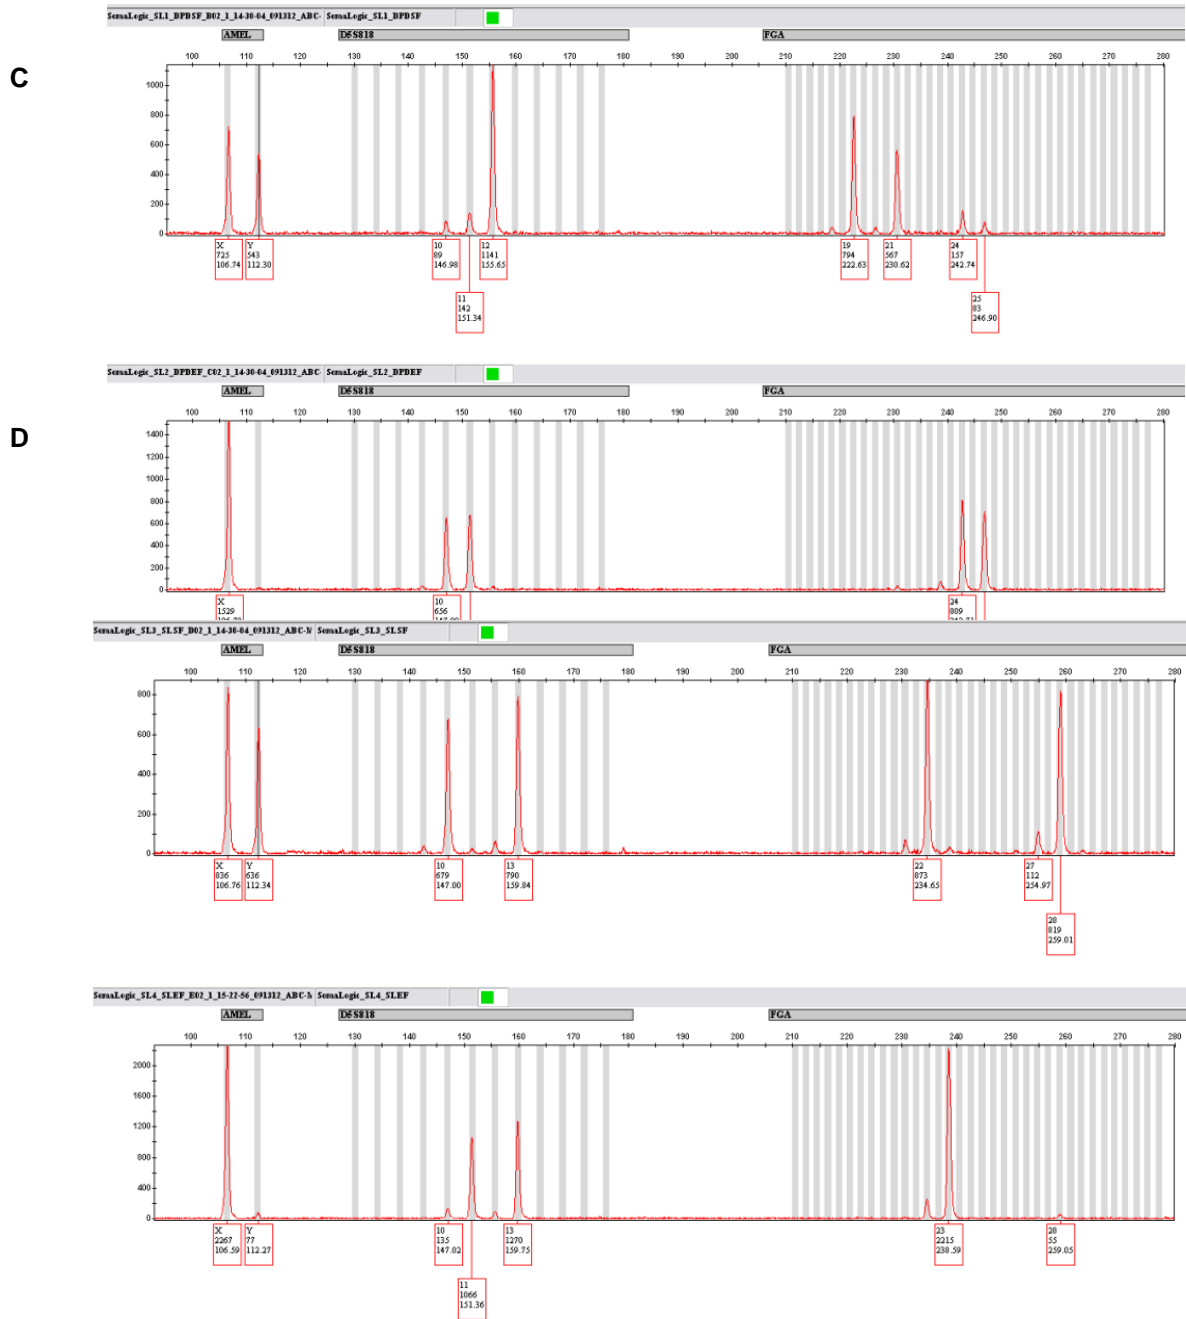 C
SemaLogic_SL1_DPDSF_B02_1_14-30-04_091312_ABC- SemaLogic_SL1_DPDSF
AMEL D5S818 FGA
100 110 120 130 140 150 160 170 180 190 200 210 220 230 240 250 260 270 280
1000
800
600
400
200
0
X Y 10 12 19 21 24
725 543 89 1141 794 567 157
106.74 112.30 146.98 155.65 222.63 230.62 242.74
11 25
142 83
151.34 246.90
D
SemaLogic_SL2_DPDEF_C02_1_14-30-04_091312_ABC- SemaLogic_SL2_DPDEF
AMEL D5S818 FGA
100 110 120 130 140 150 160 170 180 190 200 210 220 230 240 250 260 270 280
1400
1200
1000
800
600
400
200
0
X 10 24
1529 656 809
SemaLogic_SL3_SLSF_D02_1_14-30-04_091312_ABC-N SemaLogic_SL3_SLSF
AMEL D5S818 FGA
100 110 120 130 140 150 160 170 180 190 200 210 220 230 240 250 260 270 280
800
600
400
200
0
X Y 10 13 22 27
836 636 679 790 873 112
106.76 112.34 147.00 159.84 234.65 254.97
28
819
259.01
SemaLogic_SL4_SLEF_E02_1_15-22-56_091312_ABC-N SemaLogic_SL4_SLEF
AMEL D5S818 FGA
100 110 120 130 140 150 160 170 180 190 200 210 220 230 240 250 260 270 280
2000
1600
1200
800
400
0
X Y 10 13 23 28
2267 77 135 1270 2215 55
106.59 112.27 147.02 159.75 238.59 259.05
11
1066
151.36